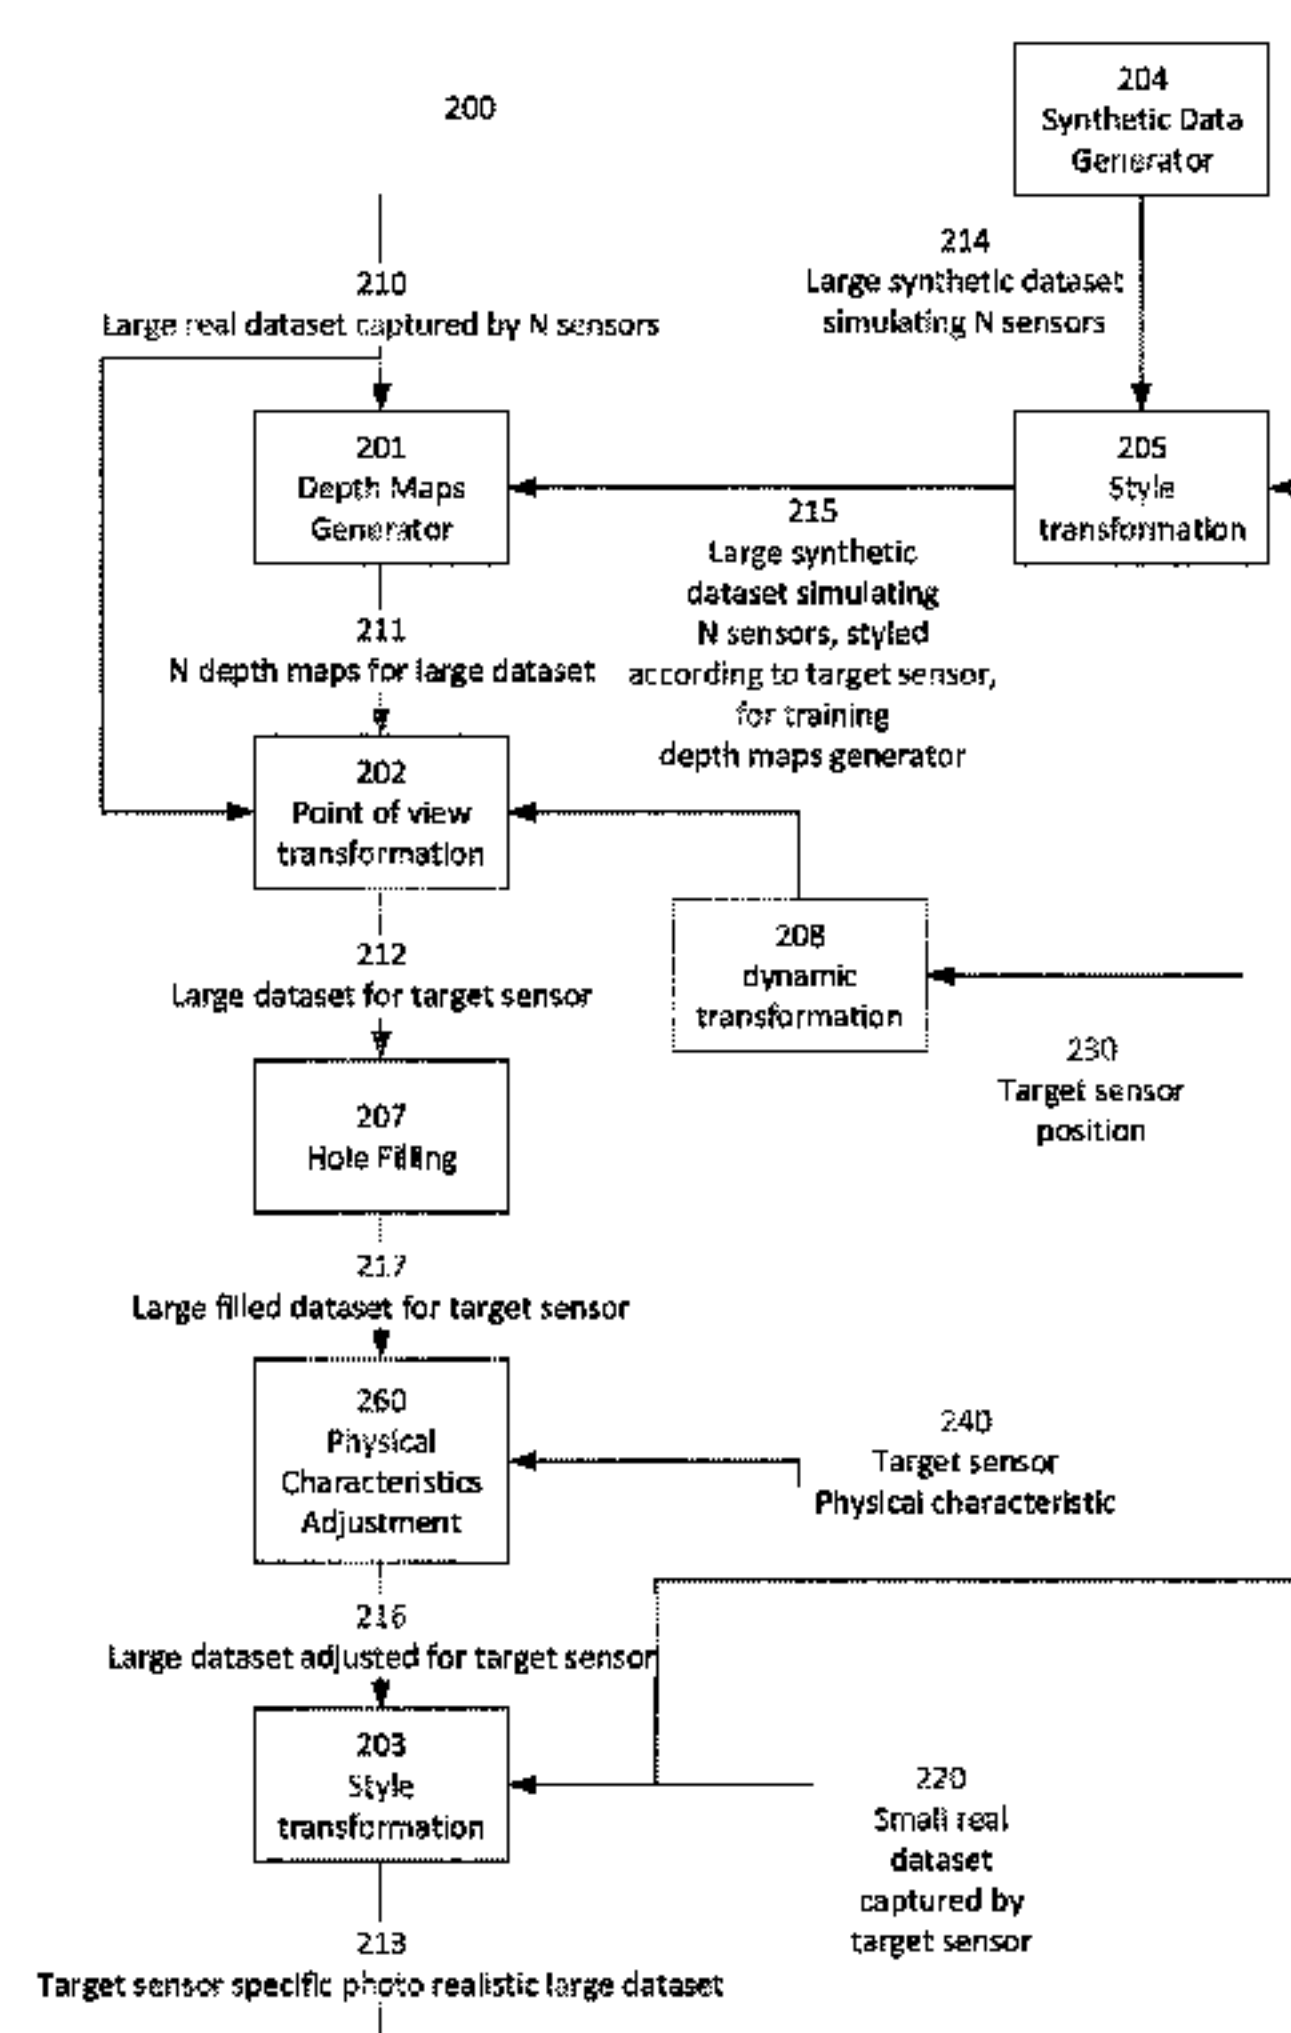 200
204
Synthetic Data
Generator
214
Large synthetic dataset
simulating N sensors
210
Large real dataset captured by N sensors
201
Depth Maps
Generator
205
Style
transformation
215
Large synthetic
dataset simulating
N sensors, styled
according to target sensor,
for training
depth maps generator
211
N depth maps for large dataset
202
Point of view
transformation
208
dynamic
transformation
212
Large dataset for target sensor
230
Target sensor
position
207
Hole Filling
217
Large filled dataset for target sensor
260
Physical
Characteristics
Adjustment
240
Target sensor
Physical characteristic
216
Large dataset adjusted for target sensor
203
Style
transformation
220
Small real
dataset
captured by
target sensor
213
Target sensor specific photo realistic large dataset